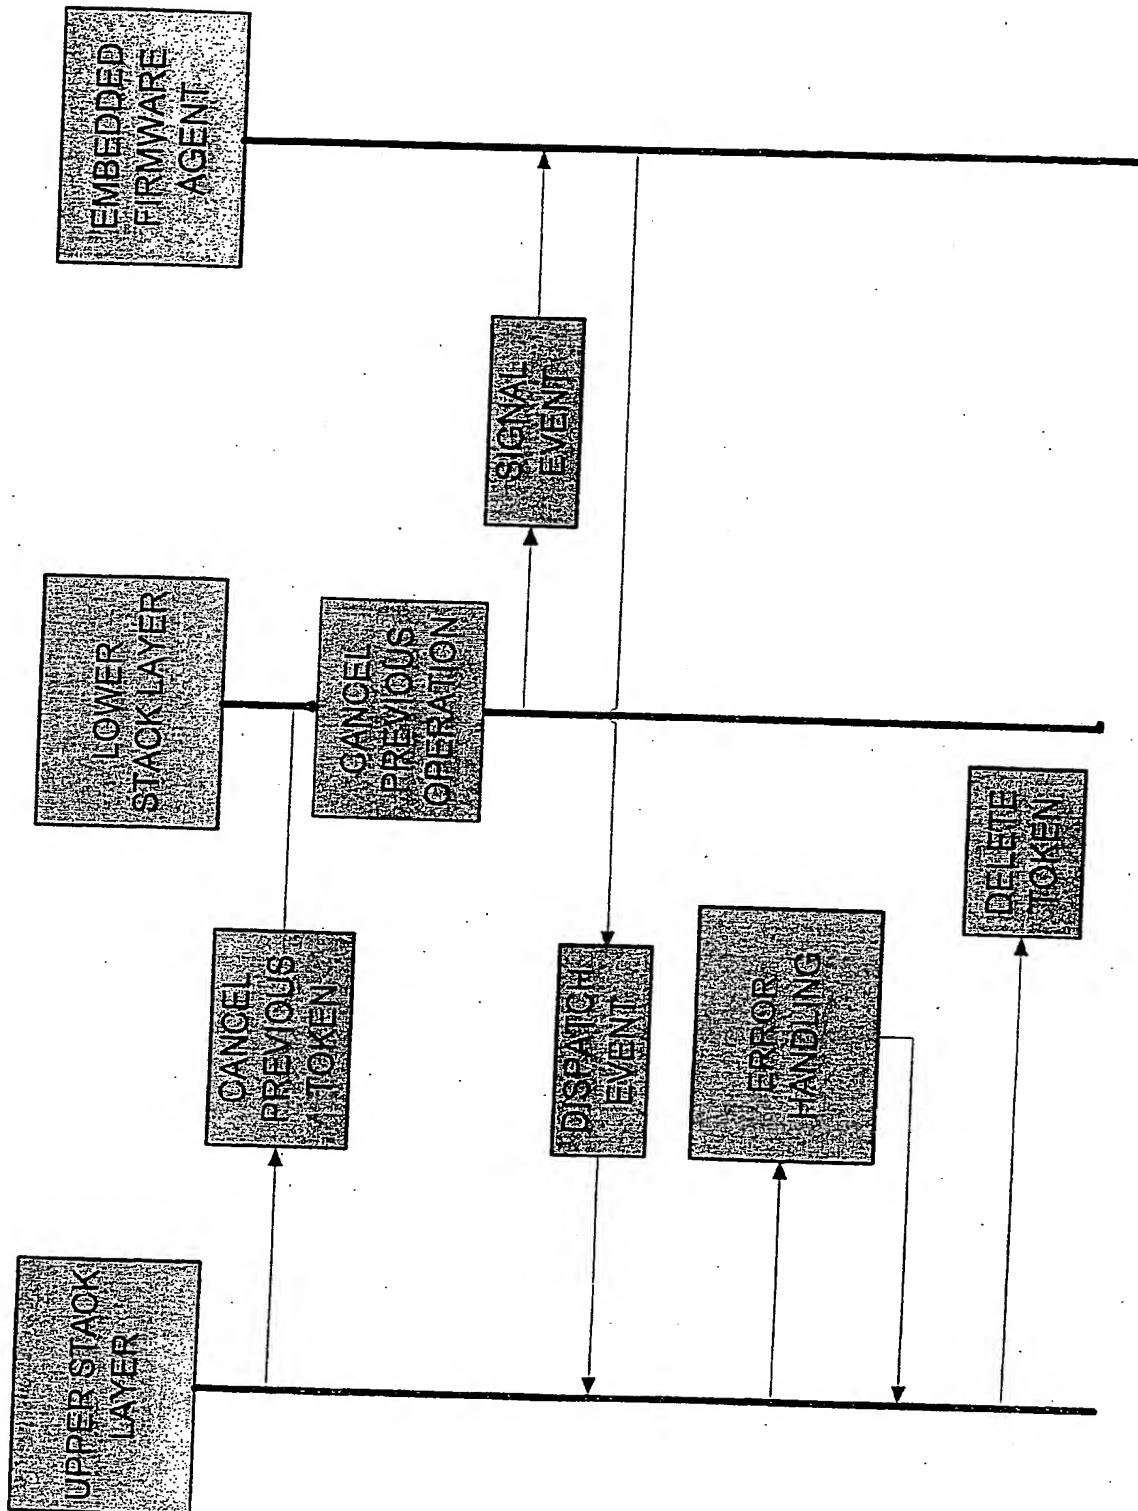 UPPER STACK
LAYER
LOWER
STACK LAYER
EMBEDDED
FIRMWARE
AGENT
CANCEL
PREVIOUS
TOKEN
CANCEL
PREVIOUS
OPERATION
SIGNAL
EVENT
DISPATCH
EVENT
ERROR
HANDLING
DELETE
TOKEN